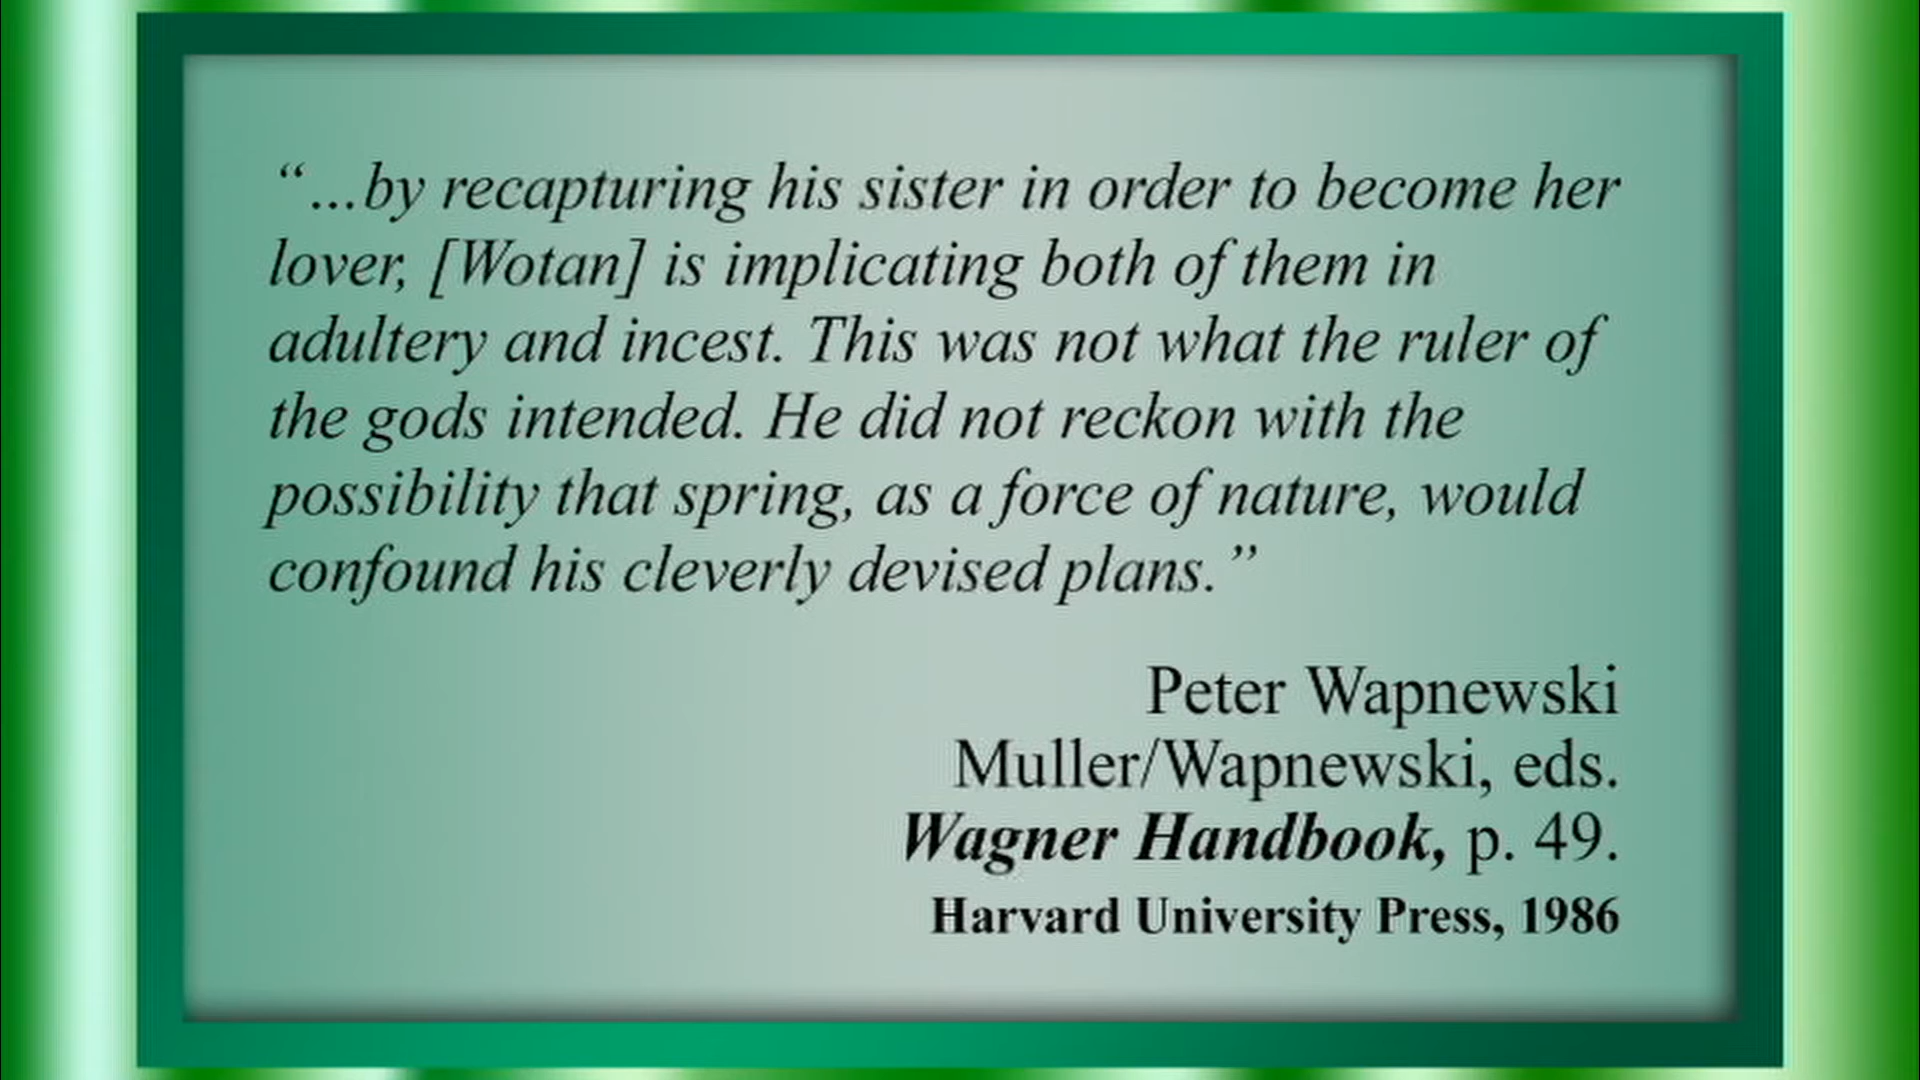 “...by recapturing his sister in order to become her
lover, [Wotan] is implicating both of them in
adultery and incest. This was not what the ruler of
the gods intended. He did not reckon with the
possibility that spring, as a force of nature, would
confound his cleverly devised plans.”
Peter Wapnewski
Muller/Wapnewski, eds.
Wagner Handbook, p. 49.
Harvard University Press, 1986